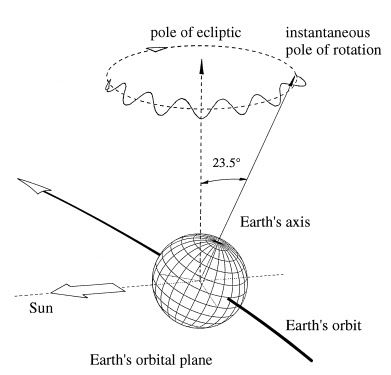 pole of ecliptic
instantaneous
pole of rotation
23.5°
Earth's axis
Sun
Earth's orbit
Earth's orbital plane